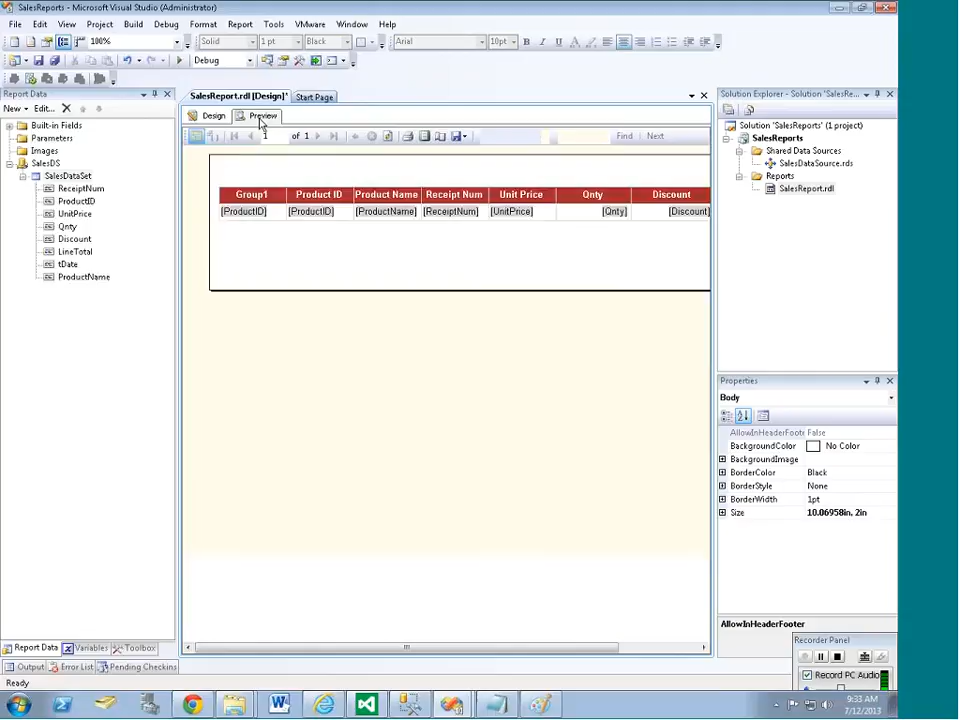 SalesReports - Microsoft Visual Studio (Administrator)
File Edit View Project Build Debug Format Report Tools VMware Window Help
100% Solid 1 pt Black Arial 10pt B I U A
Debug
Report Data
New Edit...
Built-in Fields
Parameters
Images
SalesDS
SalesDataSet
ReceiptNum
ProductID
UnitPrice
Qnty
Discount
LineTotal
tDate
ProductName
SalesReport.rdl [Design]* Start Page
Design Preview
1 of 1 Find Next
Group1 Product ID Product Name Receipt Num Unit Price Qnty Discount
[ProductID] [ProductID] [ProductName] [ReceiptNum] [UnitPrice] [Qnty] [Discount]
Solution Explorer - Solution 'SalesRe...
Solution 'SalesReports' (1 project)
SalesReports
Shared Data Sources
SalesDataSource.rds
Reports
SalesReport.rdl
Properties
Body
AllowInHeaderFoote False
BackgroundColor No Color
BackgroundImage
BorderColor Black
BorderStyle None
BorderWidth 1pt
Size 10.06958in, 2in
AllowInHeaderFooter
Report Data Variables Toolbox
Output Error List Pending Checkins
Ready
Recorder Panel
Record PC Audio
9:33 AM
7/12/2013